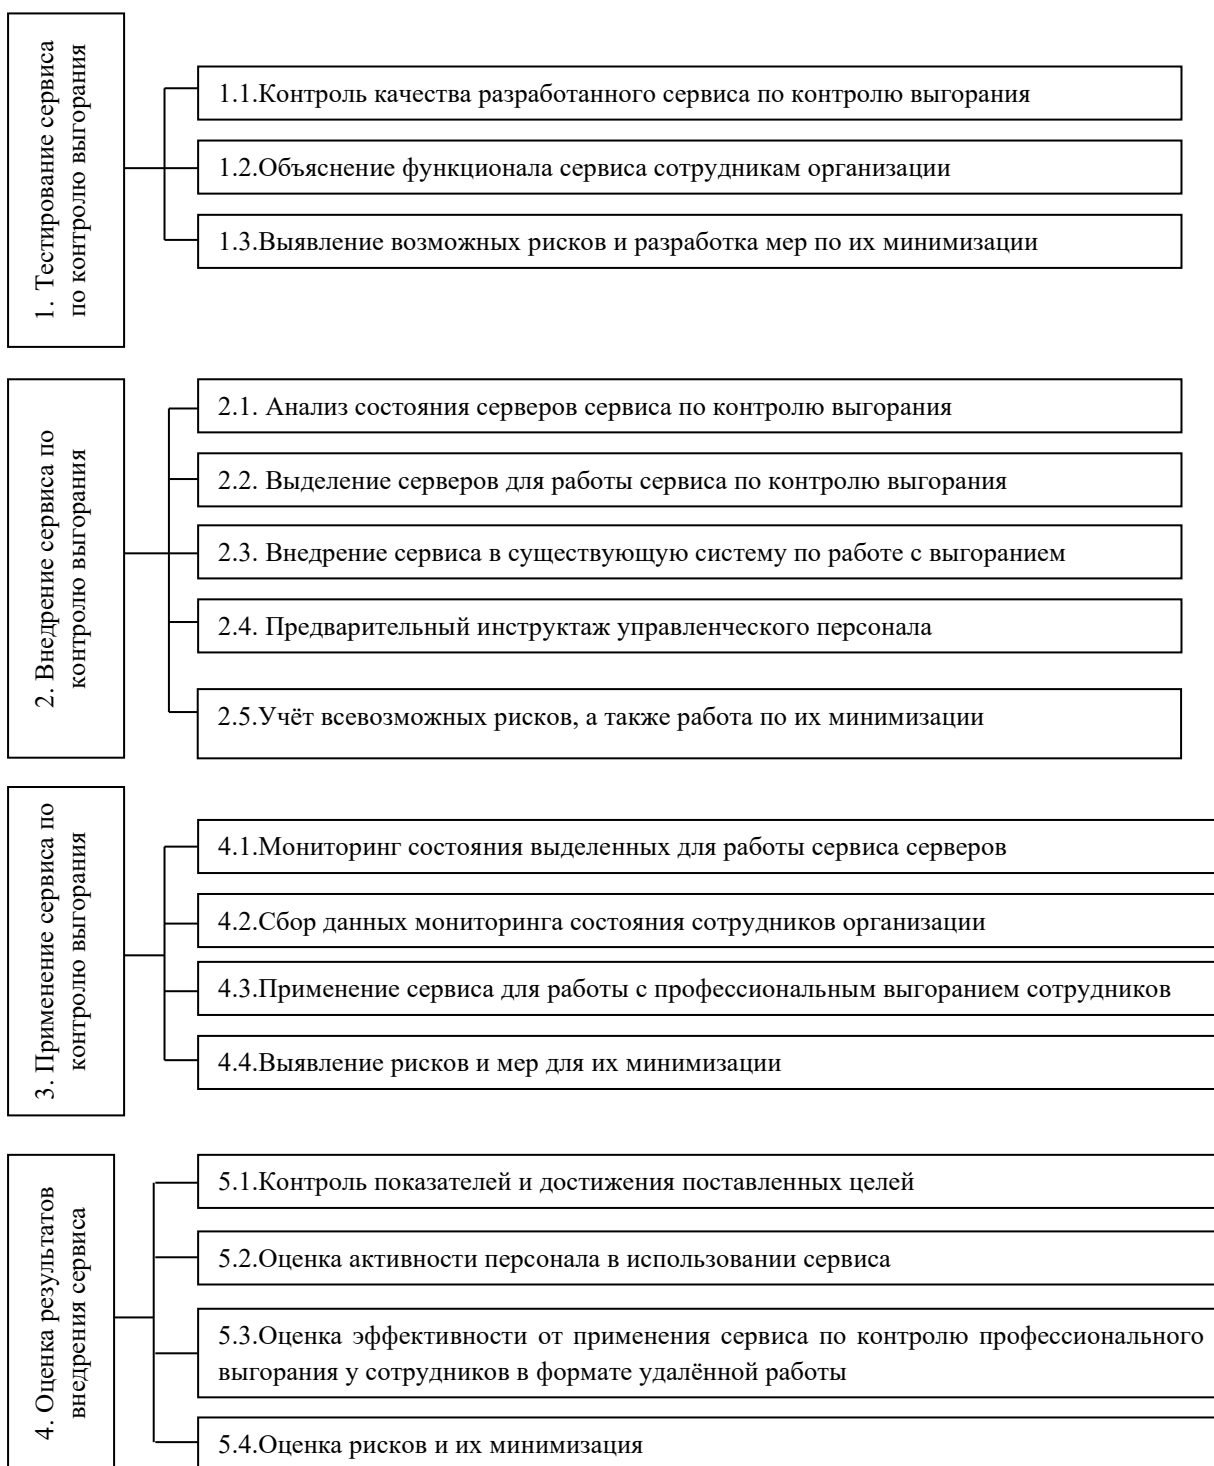 1. Тестирование сервиса
по контролю выгорания
1.1.Контроль качества разработанного сервиса по контролю выгорания
1.2.Объяснение функционала сервиса сотрудникам организации
1.3.Выявление возможных рисков и разработка мер по их минимизации
2. Внедрение сервиса по
контролю выгорания
2.1. Анализ состояния серверов сервиса по контролю выгорания
2.2. Выделение серверов для работы сервиса по контролю выгорания
2.3. Внедрение сервиса в существующую систему по работе с выгоранием
2.4. Предварительный инструктаж управленческого персонала
2.5.Учёт всевозможных рисков, а также работа по их минимизации
3. Применение сервиса по
контролю выгорания
4.1.Мониторинг состояния выделенных для работы сервиса серверов
4.2.Сбор данных мониторинга состояния сотрудников организации
4.3.Применение сервиса для работы с профессиональным выгоранием сотрудников
4.4.Выявление рисков и мер для их минимизации
4. Оценка результатов
внедрения сервиса
5.1.Контроль показателей и достижения поставленных целей
5.2.Оценка активности персонала в использовании сервиса
5.3.Оценка эффективности от применения сервиса по контролю профессионального
выгорания у сотрудников в формате удалённой работы
5.4.Оценка рисков и их минимизация